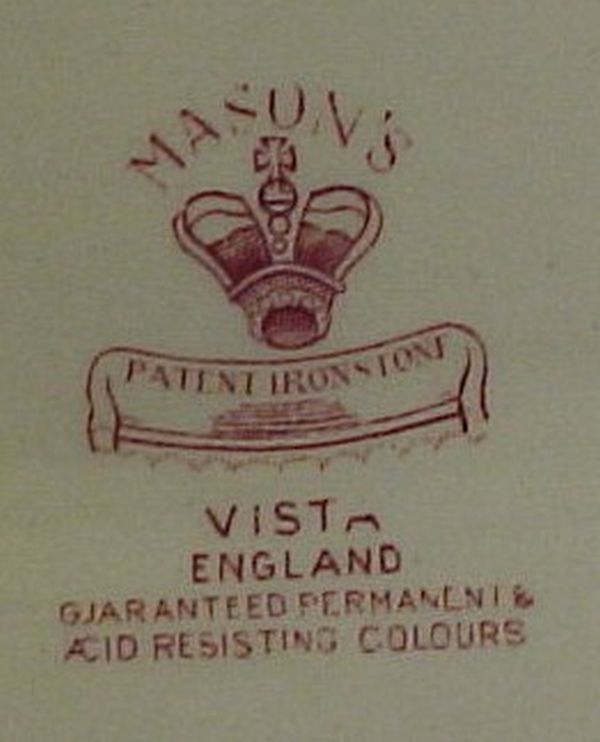 MASON'S
PATENT IRONSTONE
VISTA
ENGLAND
GUARANTEED PERMANENT &
ACID RESISTING COLOURS